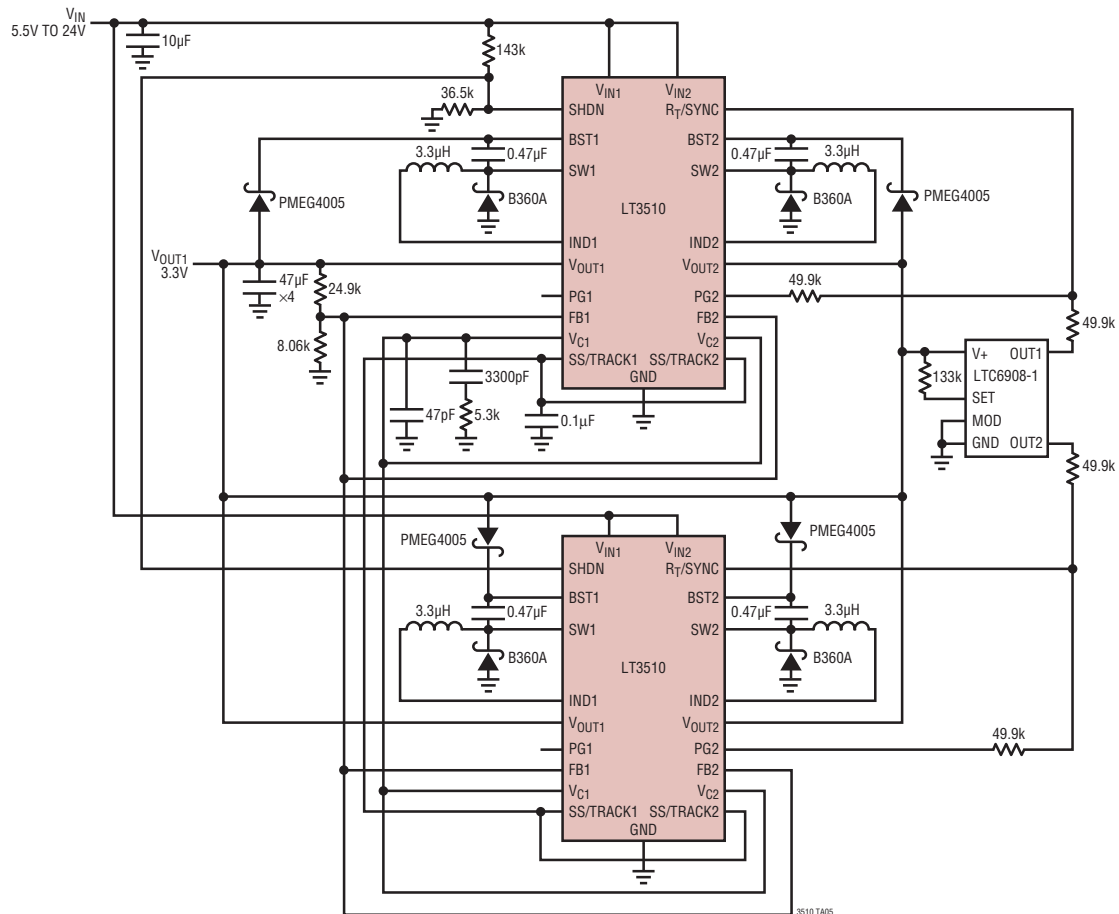 VIN
5.5V TO 24V
10µF
143k
36.5k
VIN1
VIN2
SHDN
RT/SYNC
BST1
BST2
3.3µH
0.47µF
SW1
SW2
0.47µF
3.3µH
PMEG4005
B360A
LT3510
B360A
PMEG4005
IND1
IND2
VOUT1
3.3V
VOUT1
VOUT2
47µF
×4
24.9k
PG1
PG2
49.9k
FB1
FB2
49.9k
8.06k
VC1
VC2
SS/TRACK1
SS/TRACK2
GND
3300pF
47pF
5.3k
0.1µF
V+
OUT1
133k
LTC6908-1
SET
MOD
GND
OUT2
49.9k
PMEG4005
PMEG4005
VIN1
VIN2
SHDN
RT/SYNC
BST1
BST2
3.3µH
0.47µF
SW1
SW2
0.47µF
3.3µH
B360A
LT3510
B360A
IND1
IND2
VOUT1
VOUT2
PG1
PG2
49.9k
FB1
FB2
VC1
VC2
SS/TRACK1
SS/TRACK2
GND
3510 TA05